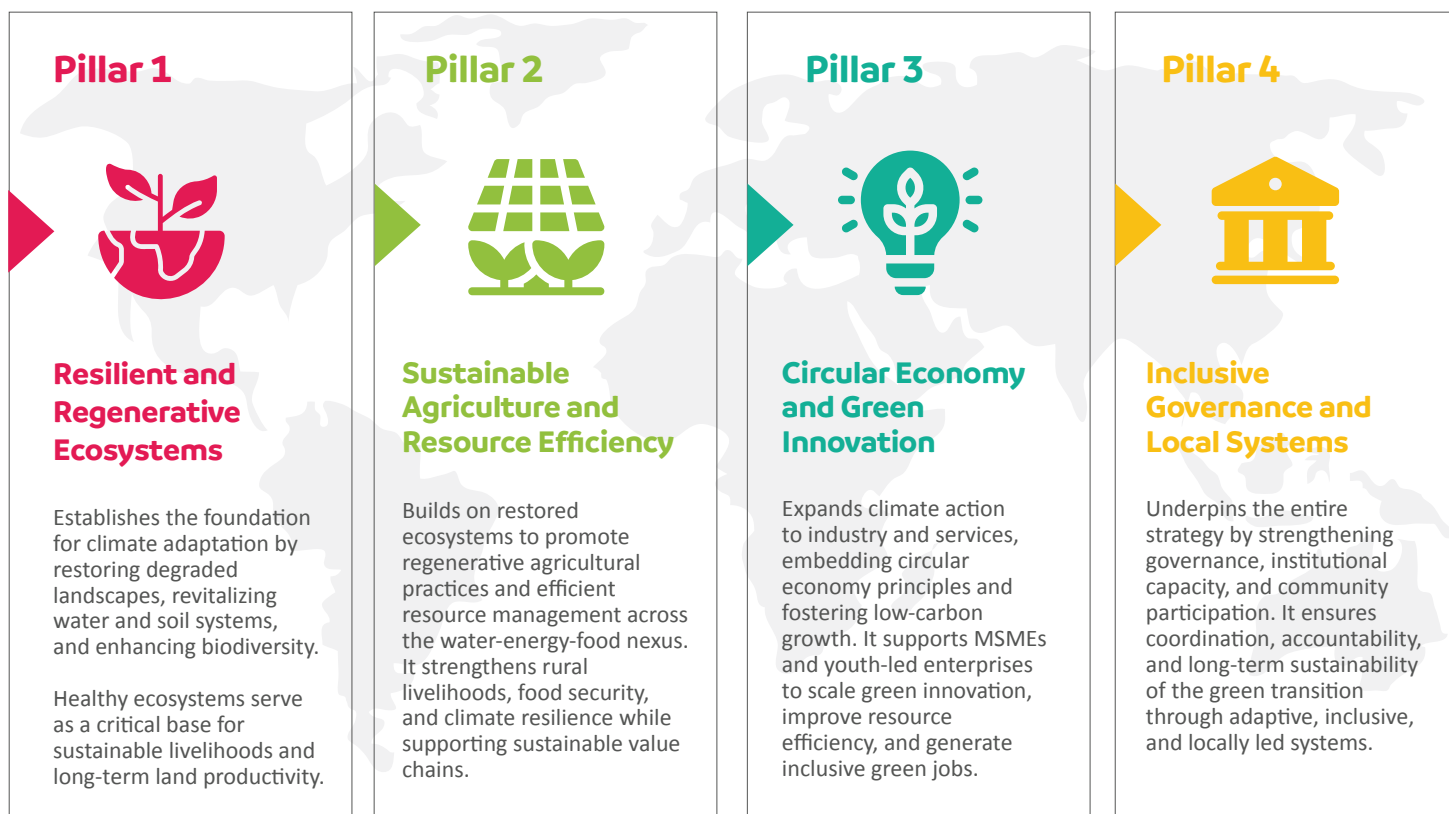 Pillar 1
Resilient and
Regenerative
Ecosystems
Establishes the foundation
for climate adaptation by
restoring degraded
landscapes, revitalizing
water and soil systems,
and enhancing biodiversity.
Healthy ecosystems serve
as a critical base for
sustainable livelihoods and
long-term land productivity.
Pillar 2
Sustainable
Agriculture and
Resource Efficiency
Builds on restored
ecosystems to promote
regenerative agricultural
practices and efficient
resource management across
the water-energy-food nexus.
It strengthens rural
livelihoods, food security,
and climate resilience while
supporting sustainable value
chains.
Pillar 3
Circular Economy
and Green
Innovation
Expands climate action
to industry and services,
embedding circular
economy principles and
fostering low-carbon
growth. It supports MSMEs
and youth-led enterprises
to scale green innovation,
improve resource
efficiency, and generate
inclusive green jobs.
Pillar 4
Inclusive
Governance and
Local Systems
Underpins the entire
strategy by strengthening
governance, institutional
capacity, and community
participation. It ensures
coordination, accountability,
and long-term sustainability
of the green transition
through adaptive, inclusive,
and locally led systems.